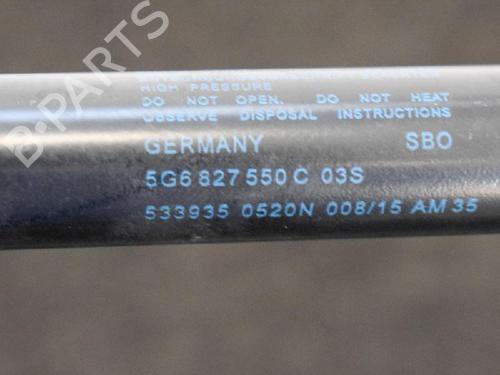 HIGH PRESSURE
DO NOT OPEN. DO NOT HEAT
OBSERVE DISPOSAL INSTRUCTIONS
GERMANY SBO
5G6 827 550 C 03S
533935 0520N 008/15 AM 35
B-PARTS
B-PARTS